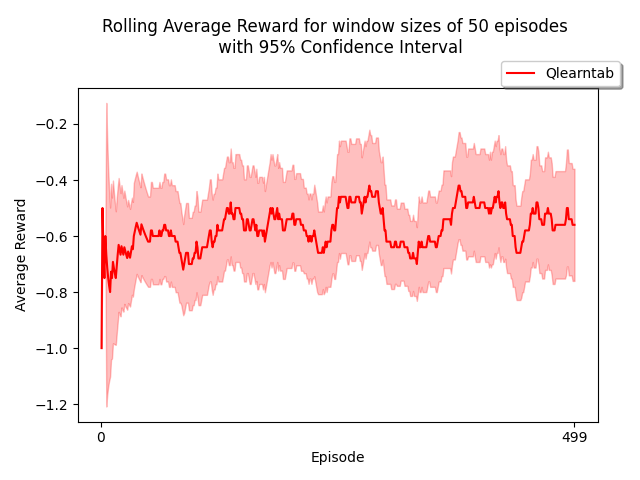 Rolling Average Reward for window sizes of 50 episodes
with 95% Confidence Interval
Qlearntab
−0.2
−0.4
−0.6
−0.8
−1.0
−1.2
Average Reward
0
499
Episode